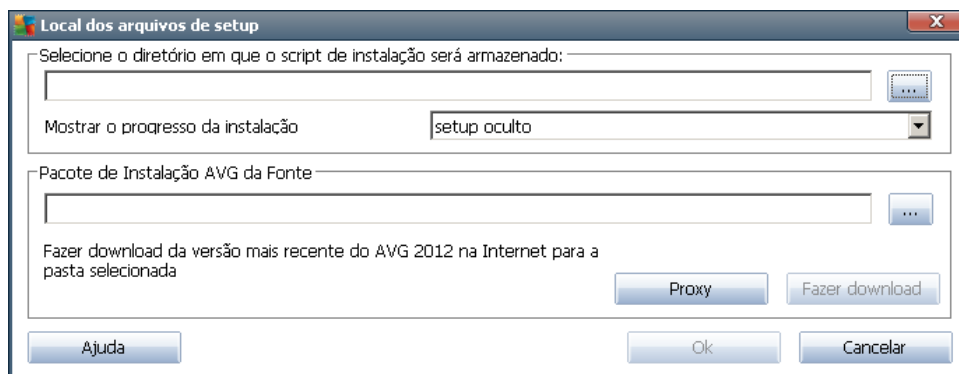 Local dos arquivos de setup
Selecione o diretório em que o script de instalação será armazenado:
...
Mostrar o progresso da instalação
setup oculto
Pacote de Instalação AVG da Fonte
...
Fazer download da versão mais recente do AVG 2012 na Internet para a
pasta selecionada
Proxy
Fazer download
Ajuda
Ok
Cancelar